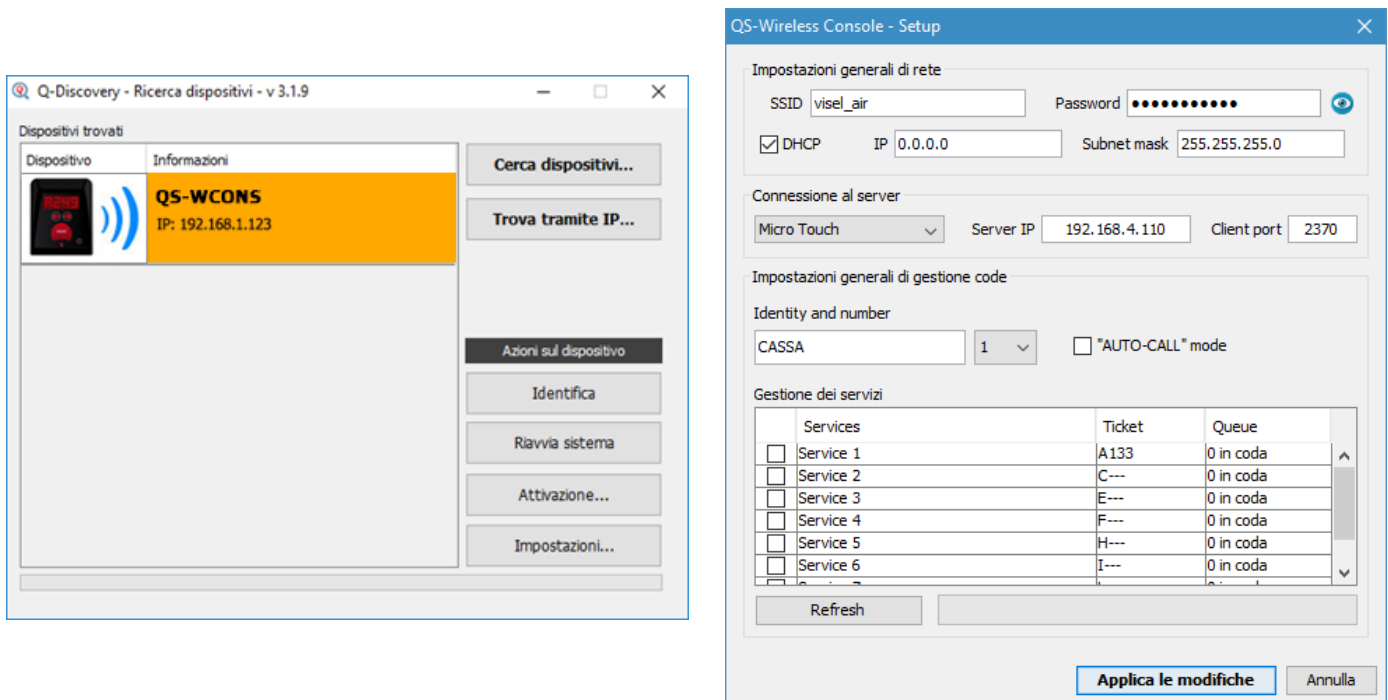 Q-Discovery - Ricerca dispositivi - v 3.1.9
Dispositivi trovati
Dispositivo Informazioni
QS-WCONS
IP: 192.168.1.123
Cerca dispositivi...
Trova tramite IP...
Azioni sul dispositivo
Identifica
Riavvia sistema
Attivazione...
Impostazioni...
QS-Wireless Console - Setup
Impostazioni generali di rete
SSID visel_air Password
DHCP IP 0.0.0.0 Subnet mask 255.255.255.0
Connessione al server
Micro Touch Server IP 192.168.4.110 Client port 2370
Impostazioni generali di gestione code
Identity and number
CASSA 1 "AUTO-CALL" mode
Gestione dei servizi
Services Ticket Queue
Service 1 A133 0 in coda
Service 2 C--- 0 in coda
Service 3 E--- 0 in coda
Service 4 F--- 0 in coda
Service 5 H--- 0 in coda
Service 6 I--- 0 in coda
Refresh
Applica le modifiche Annulla